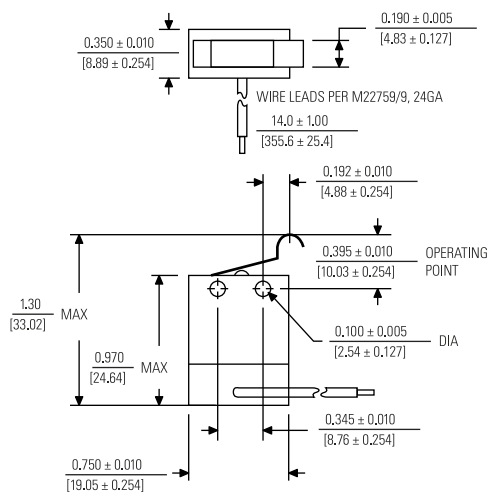 0.350 ± 0.010
[8.89 ± 0.254]
0.190 ± 0.005
[4.83 ± 0.127]
WIRE LEADS PER M22759/9, 24GA
14.0 ± 1.00
[355.6 ± 25.4]
0.192 ± 0.010
[4.88 ± 0.254]
0.395 ± 0.010
[10.03 ± 0.254]
OPERATING
POINT
1.30
[33.02]
MAX
0.970
[24.64]
MAX
0.100 ± 0.005
[2.54 ± 0.127]
DIA
0.345 ± 0.010
[8.76 ± 0.254]
0.750 ± 0.010
[19.05 ± 0.254]